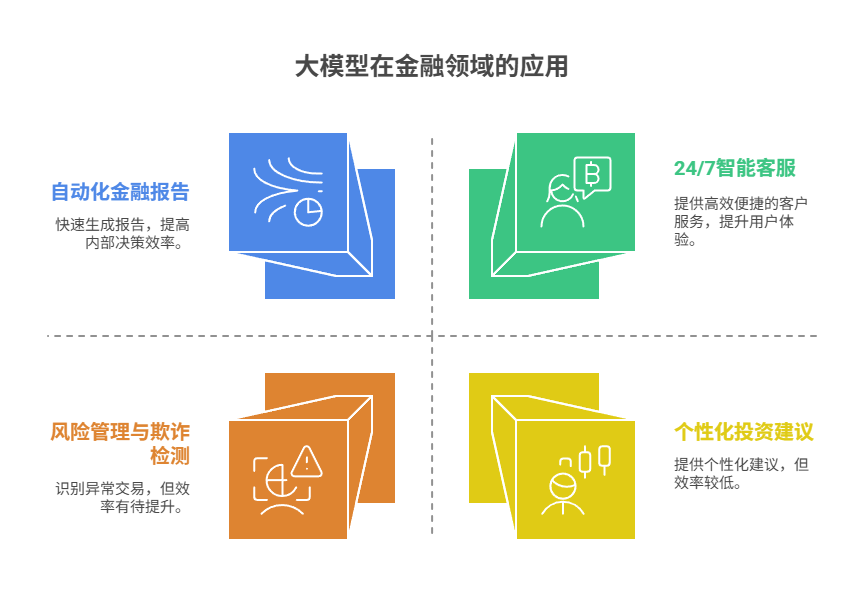 大模型在金融领域的应用
自动化金融报告
快速生成报告，提高
内部决策效率。
24/7智能客服
提供高效便捷的客户
服务，提升用户体
验。
风险管理与欺诈
检测
识别异常交易，但效
率有待提升。
个性化投资建议
提供个性化建议，但
效率较低。